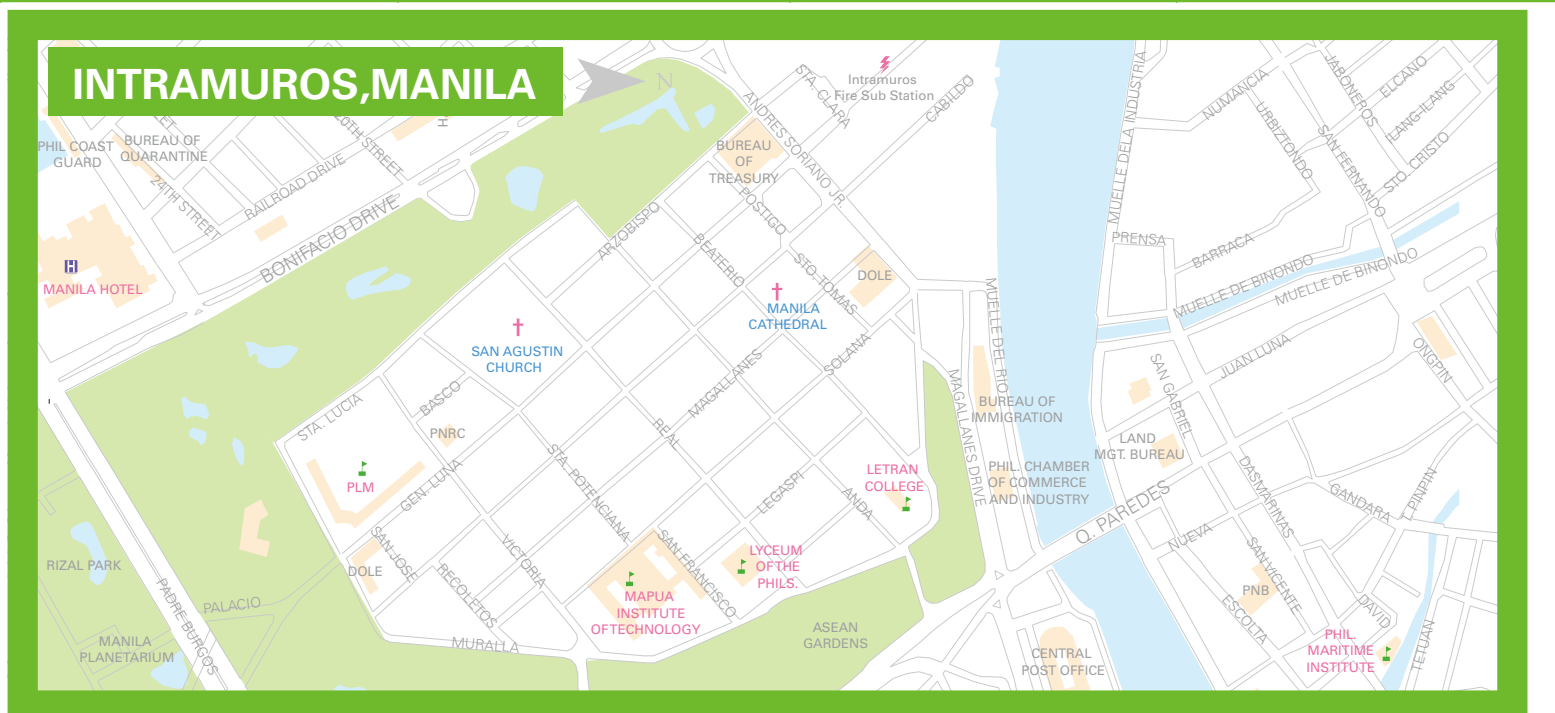 INTRAMUROS,MANILA
N
Intramuros
Fire Sub Station
STA. CLARA
CABILDO
ANDRES SORIANO JR.
PHIL COAST
GUARD
BUREAU OF
QUARANTINE
20TH STREET
24TH STREET
RAILROAD DRIVE
BONIFACIO DRIVE
MANILA HOTEL
BUREAU
OF
TREASURY
POSTIGO
ARZOBISPO
BEATERIO
STO. TOMAS
DOLE
MANILA
CATHEDRAL
SAN AGUSTIN
CHURCH
SOLANA
MAGALLANES
REAL
STA. LUCIA
BASCO
PNRC
PLM
GEN. LUNA
STA. POTENCIANA
LEGASPI
ANDA
LETRAN
COLLEGE
SAN JOSE
DOLE
RECOLETOS
VICTORIA
SAN FRANCISCO
LYCEUM
OFTHE
PHILS.
MAPUA
INSTITUTE
OFTECHNOLOGY
MURALLA
RIZAL PARK
PALACIO
PADRE BURGOS
MANILA
PLANETARIUM
ASEAN
GARDENS
MUELLE DEL RIO
MAGALLANES DRIVE
BUREAU OF
IMMIGRATION
PHIL. CHAMBER
OF COMMERCE
AND INDUSTRY
CENTRAL
POST OFFICE
MUELLE DELA INDUSTRIA
NUMANCIA
URBIZTONDO
JABONEROS
ELCANO
LANG-ILANG
SAN FERNANDO
STO. CRISTO
PRENSA
BARRACA
MUELLE DE BINONDO
MUELLE DE BINONDO
JUAN LUNA
ONGPIN
SAN GABRIEL
LAND
MGT. BUREAU
Q. PAREDES
DASMARINAS
GANDARA
T. PINPIN
NUEVA
SAN VICENTE
PNB
ESCOLTA
DAVID
PHIL.
MARITIME
INSTITUTE
TETUAN